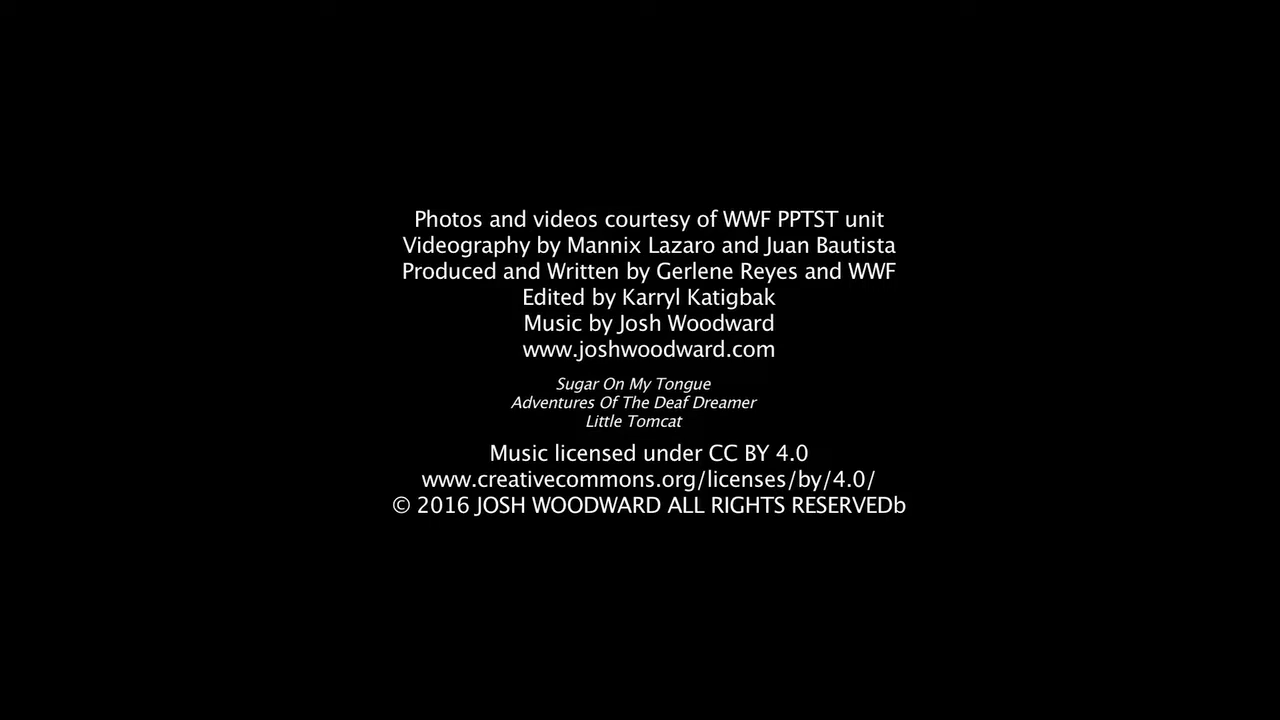 Photos and videos courtesy of WWF PPTST unit
Videography by Mannix Lazaro and Juan Bautista
Produced and Written by Gerlene Reyes and WWF
Edited by Karryl Katigbak
Music by Josh Woodward
www.joshwoodward.com
Sugar On My Tongue
Adventures Of The Deaf Dreamer
Little Tomcat
Music licensed under CC BY 4.0
www.creativecommons.org/licenses/by/4.0/
© 2016 JOSH WOODWARD ALL RIGHTS RESERVEDb